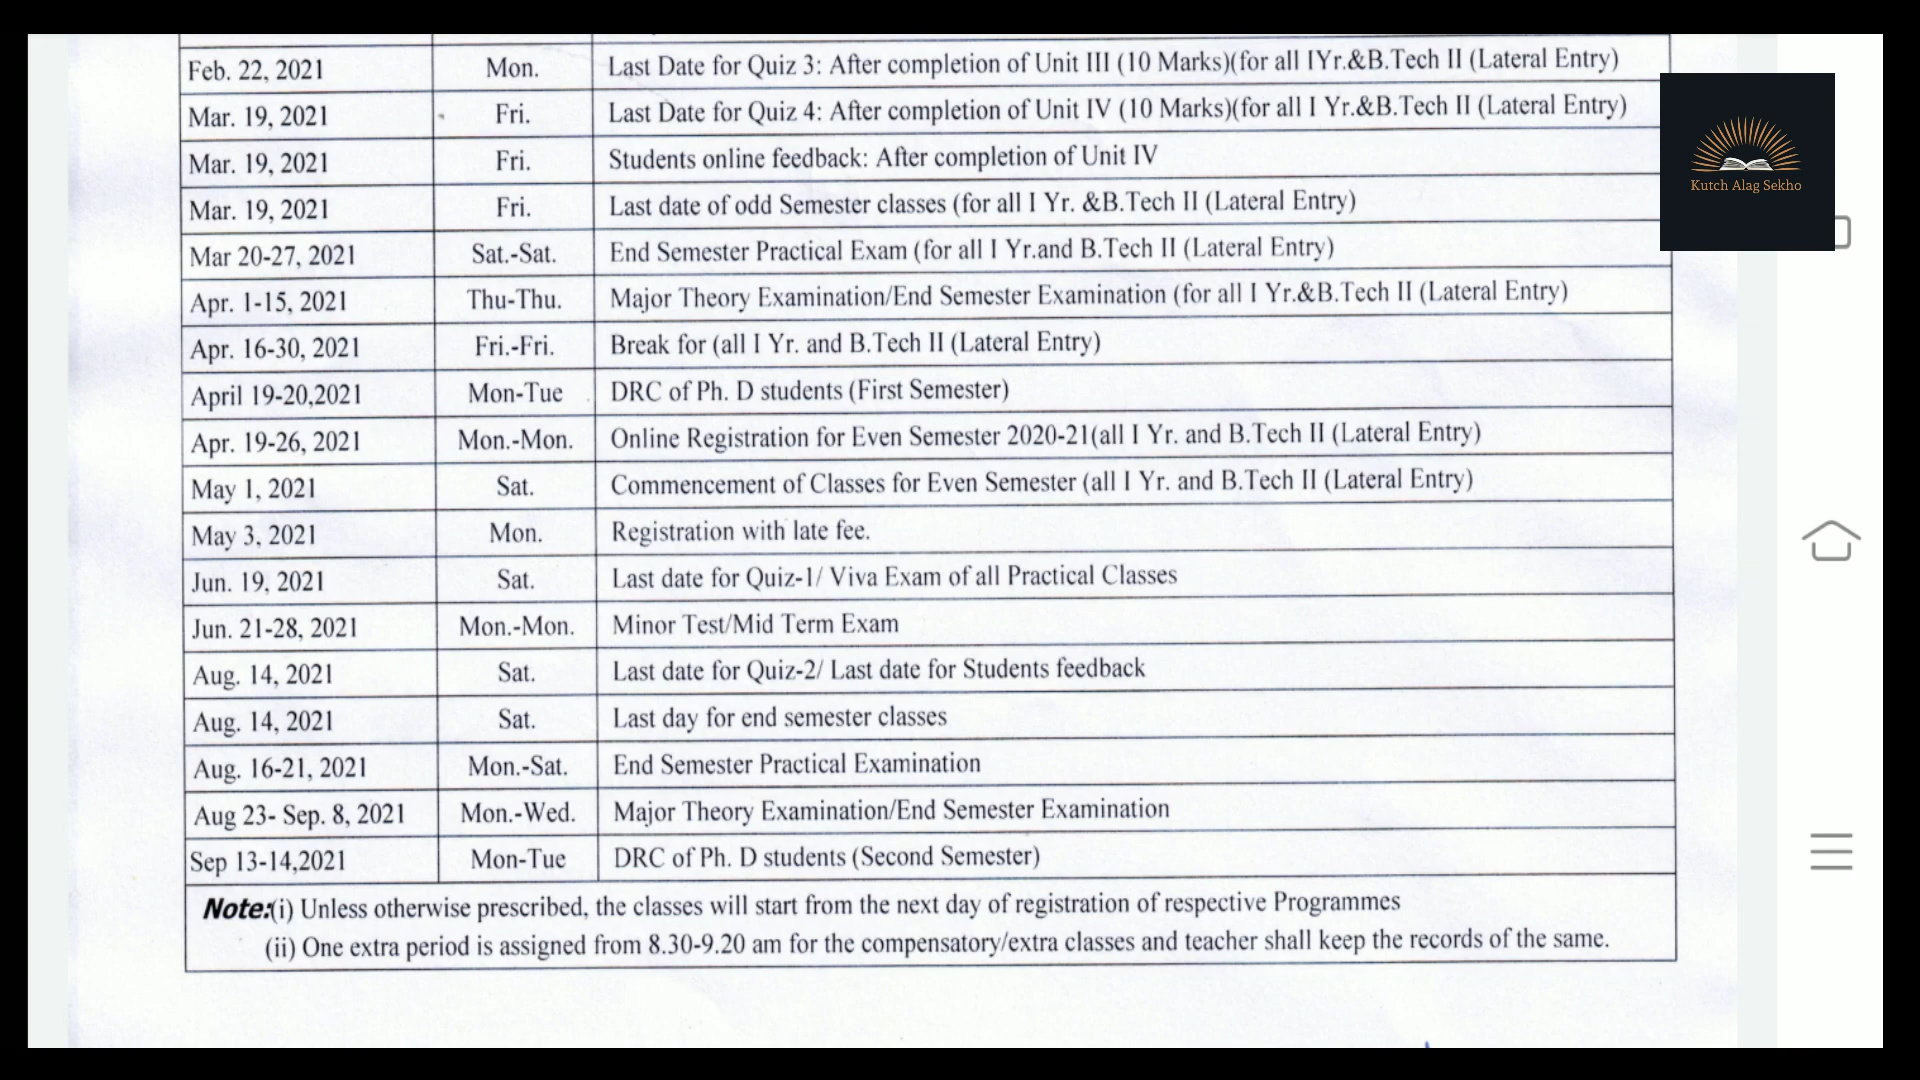 Feb. 22, 2021 Mon. Last Date for Quiz 3: After completion of Unit III (10 Marks)(for all IYr.&B.Tech II (Lateral Entry)
Mar. 19, 2021 Fri. Last Date for Quiz 4: After completion of Unit IV (10 Marks)(for all I Yr.&B.Tech II (Lateral Entry)
Mar. 19, 2021 Fri. Students online feedback: After completion of Unit IV
Mar. 19, 2021 Fri. Last date of odd Semester classes (for all I Yr. &B.Tech II (Lateral Entry)
Mar 20-27, 2021 Sat.-Sat. End Semester Practical Exam (for all I Yr.and B.Tech II (Lateral Entry)
Apr. 1-15, 2021 Thu-Thu. Major Theory Examination/End Semester Examination (for all I Yr.&B.Tech II (Lateral Entry)
Apr. 16-30, 2021 Fri.-Fri. Break for (all I Yr. and B.Tech II (Lateral Entry)
April 19-20,2021 Mon-Tue DRC of Ph. D students (First Semester)
Apr. 19-26, 2021 Mon.-Mon. Online Registration for Even Semester 2020-21(all I Yr. and B.Tech II (Lateral Entry)
May 1, 2021 Sat. Commencement of Classes for Even Semester (all I Yr. and B.Tech II (Lateral Entry)
May 3, 2021 Mon. Registration with late fee.
Jun. 19, 2021 Sat. Last date for Quiz-1/ Viva Exam of all Practical Classes
Jun. 21-28, 2021 Mon.-Mon. Minor Test/Mid Term Exam
Aug. 14, 2021 Sat. Last date for Quiz-2/ Last date for Students feedback
Aug. 14, 2021 Sat. Last day for end semester classes
Aug. 16-21, 2021 Mon.-Sat. End Semester Practical Examination
Aug 23- Sep. 8, 2021 Mon.-Wed. Major Theory Examination/End Semester Examination
Sep 13-14,2021 Mon-Tue DRC of Ph. D students (Second Semester)
Note:(i) Unless otherwise prescribed, the classes will start from the next day of registration of respective Programmes
(ii) One extra period is assigned from 8.30-9.20 am for the compensatory/extra classes and teacher shall keep the records of the same.
Kutch Alag Sekho